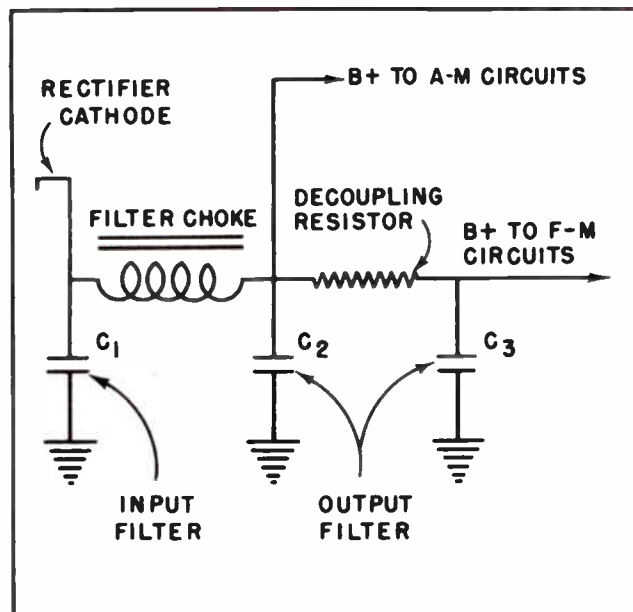 B+ TO A-M CIRCUITS
RECTIFIER
CATHODE
DECOUPLING
RESISTOR
FILTER CHOKE
B+ TO F-M
CIRCUITS
C1
C2
C3
INPUT
FILTER
OUTPUT
FILTER